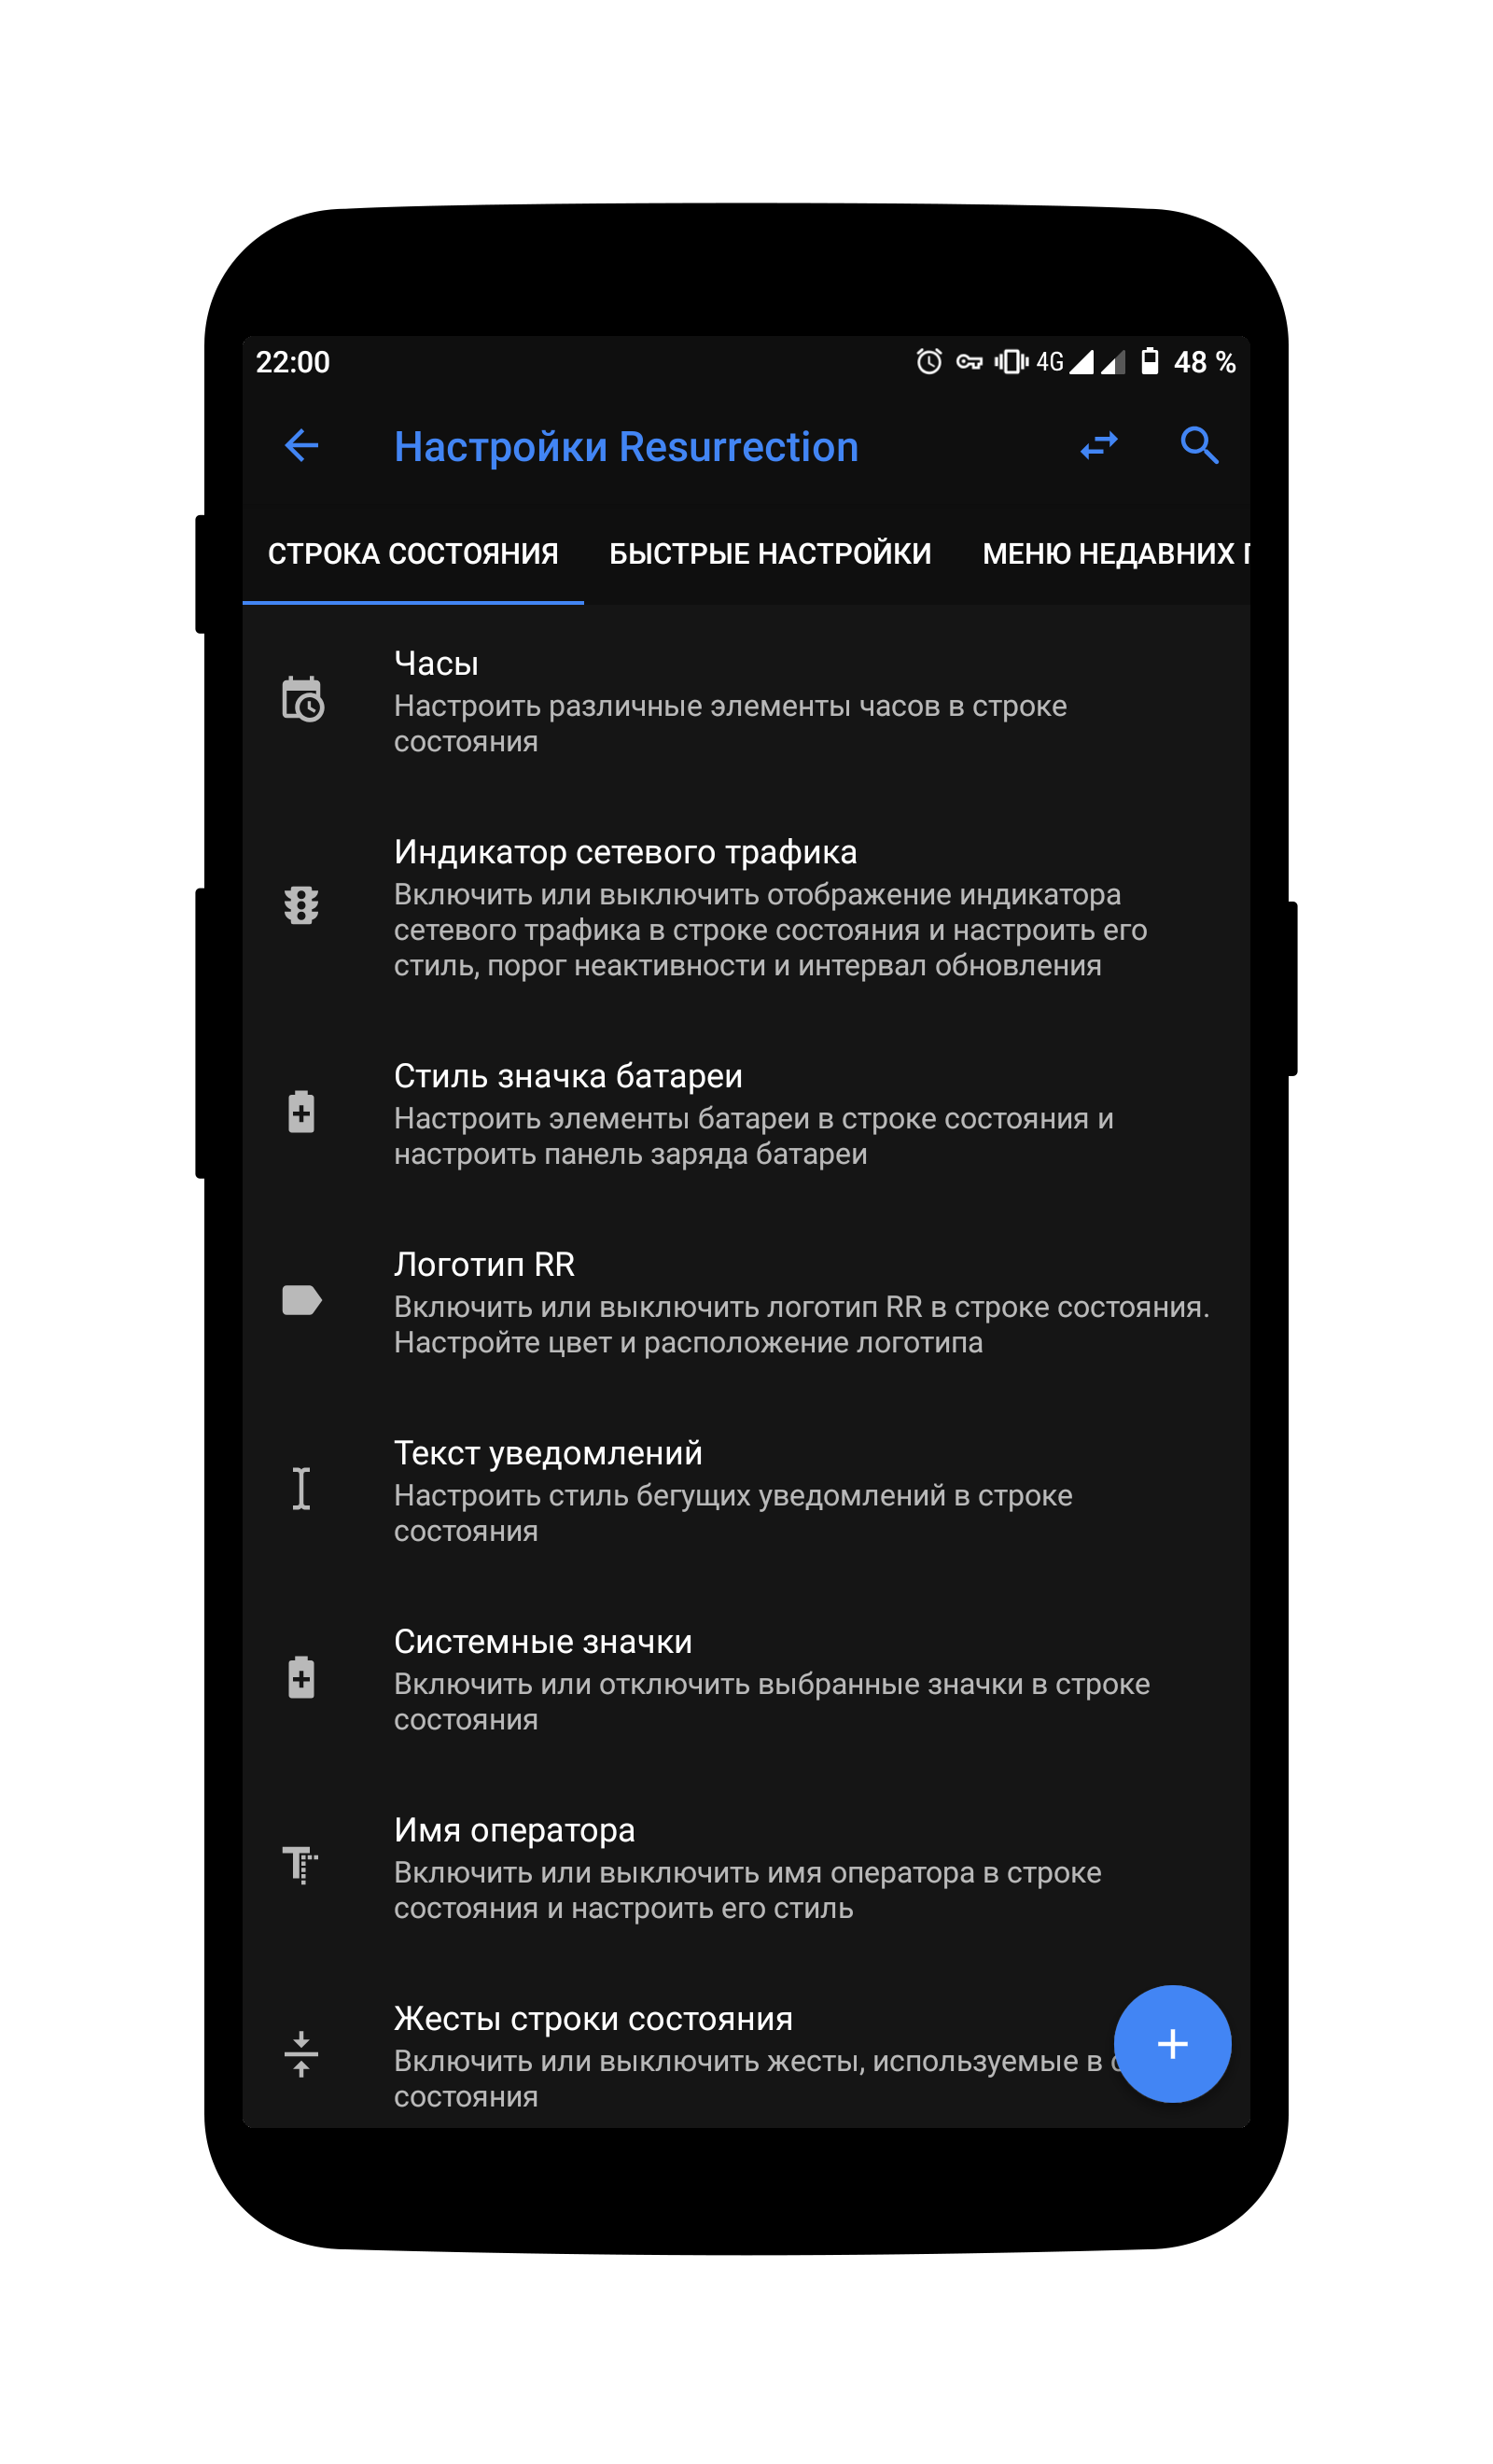 22:00 4G 48 %
Настройки Resurrection
СТРОКА СОСТОЯНИЯ БЫСТРЫЕ НАСТРОЙКИ МЕНЮ НЕДАВНИХ
Часы
Настроить различные элементы часов в строке
состояния
Индикатор сетевого трафика
Включить или выключить отображение индикатора
сетевого трафика в строке состояния и настроить его
стиль, порог неактивности и интервал обновления
Стиль значка батареи
Настроить элементы батареи в строке состояния и
настроить панель заряда батареи
Логотип RR
Включить или выключить логотип RR в строке состояния.
Настройте цвет и расположение логотипа
Текст уведомлений
Настроить стиль бегущих уведомлений в строке
состояния
Системные значки
Включить или отключить выбранные значки в строке
состояния
Имя оператора
Включить или выключить имя оператора в строке
состояния и настроить его стиль
Жесты строки состояния
Включить или выключить жесты, используемые в
состояния